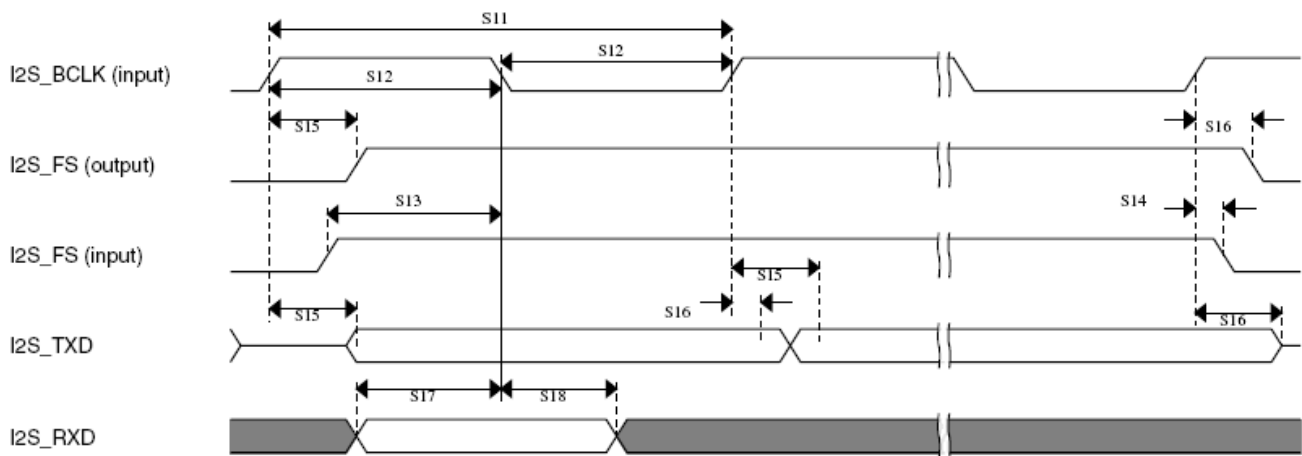 S11
I2S_BCLK (input)
S12
S12
S15
S16
I2S_FS (output)
S13
S14
I2S_FS (input)
S15
S15
S16
S16
I2S_TXD
S17
S18
I2S_RXD